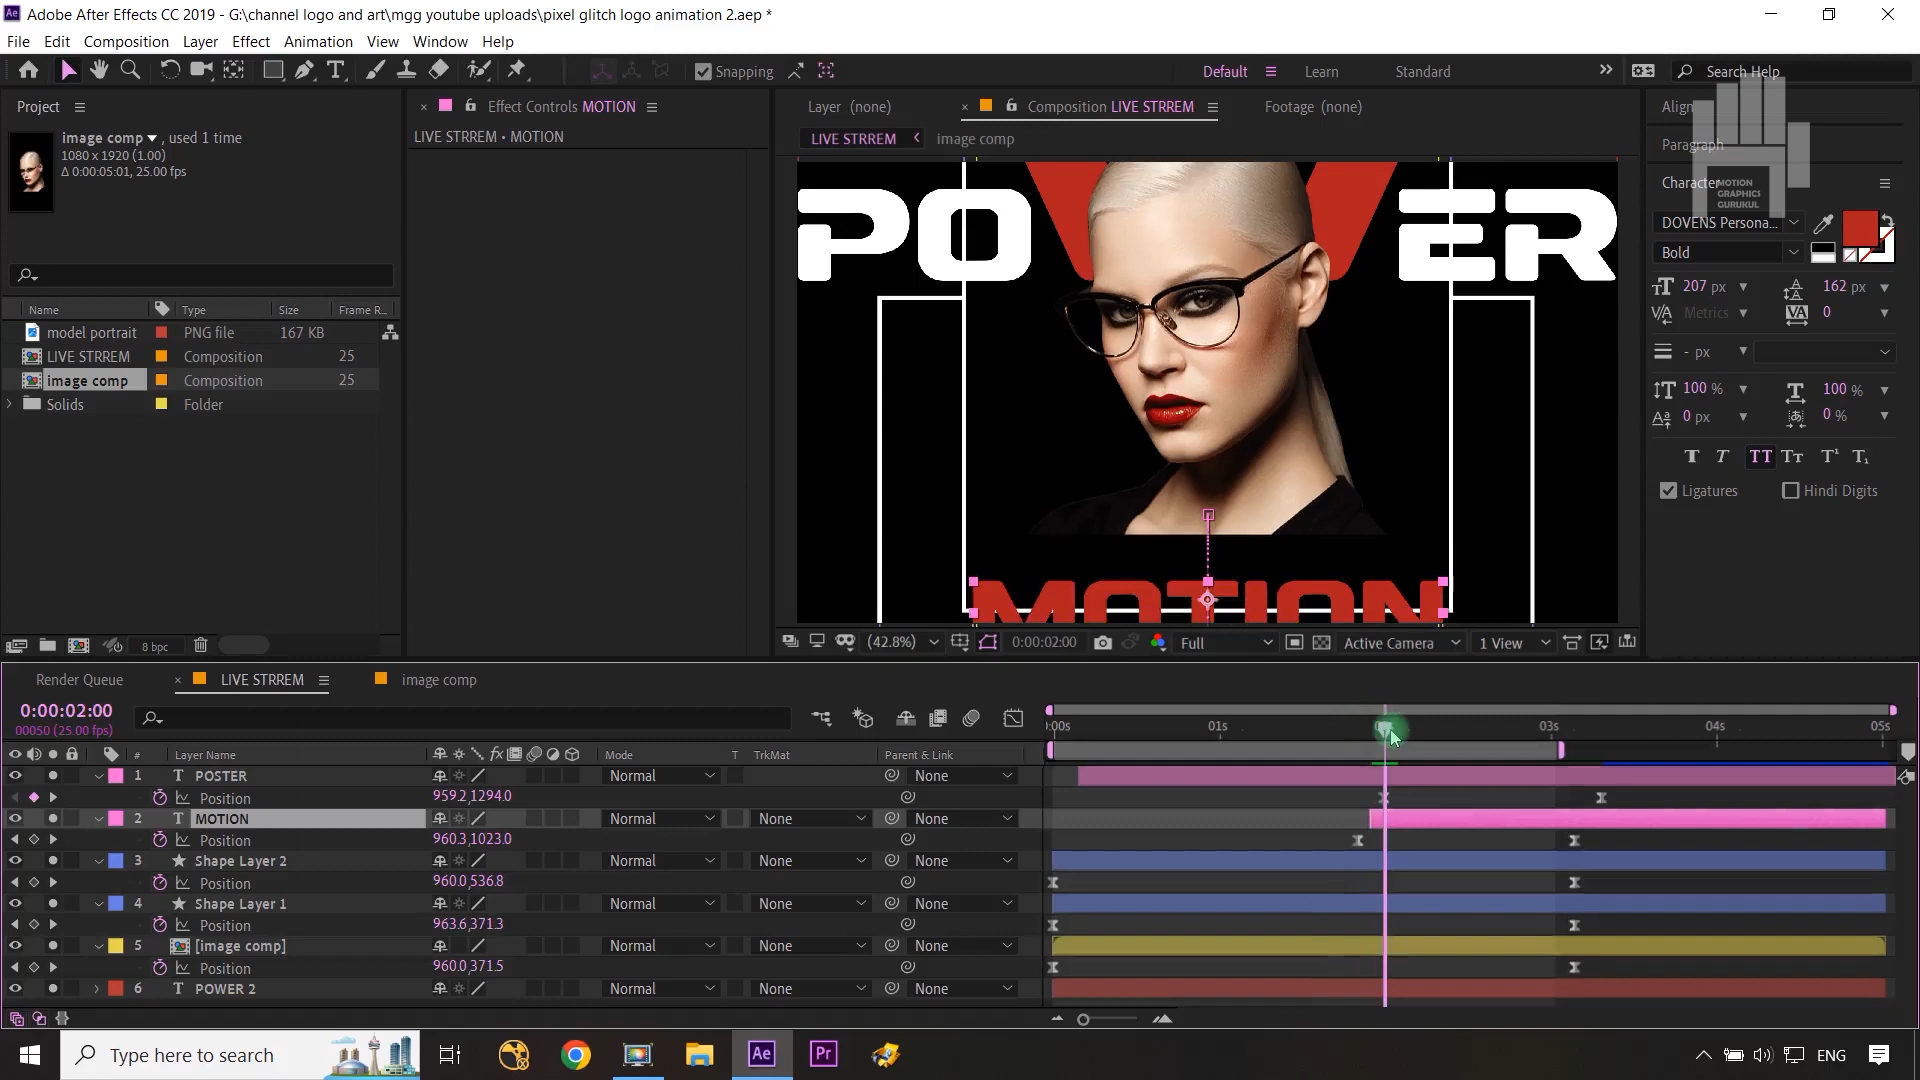 Adobe After Effects CC 2019 - G:\channel logo and art\mgg youtube uploads\pixel glitch logo animation 2.aep *
File Edit Composition Layer Effect Animation View Window Help
Snapping Default Learn Standard Search Help
Project
Effect Controls MOTION
Layer (none)
Composition LIVE STRREM
Footage (none)
Align
image comp , used 1 time
1080 x 1920 (1.00)
Δ 0:00:05:01, 25.00 fps
LIVE STRREM • MOTION
LIVE STRREM image comp
Paragraph
Character
MOTION
GRAPHICS
GURUKUL
DOVENS Persona...
Bold
207 px 162 px
Metrics 0
- px
100 % 100 %
0 px 0 %
TT
Ligatures Hindi Digits
PO ER
MOTION
Name Type Size Frame R...
model portrait PNG file 167 KB
LIVE STRREM Composition 25
image comp Composition 25
Solids Folder
8 bpc
(42.8%) 0:00:02:00 Full Active Camera 1 View
Render Queue LIVE STRREM image comp
0:00:02:00
00050 (25.00 fps)
:00s 01s 03s 04s 05s
# Layer Name Mode T TrkMat Parent & Link
1 T POSTER Normal None
Position 959.2,1294.0
2 T MOTION Normal None None
Position 960.3,1023.0
3 Shape Layer 2 Normal None None
Position 960.0,536.8
4 Shape Layer 1 Normal None None
Position 963.6,371.3
5 [image comp] Normal None None
Position 960.0,371.5
6 T POWER 2 Normal None None
Type here to search
Ae
Pr
ENG